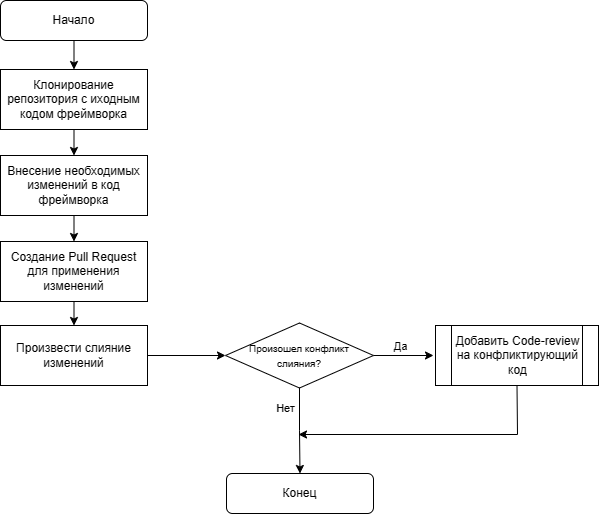 Начало
Клонирование
репозитория с иходным
кодом фреймворка
Внесение необходимых
изменений в код
фреймворка
Создание Pull Request
для применения
изменений
Произвести слияние
изменений
Произошел конфликт
слияния?
Да
Добавить Code-review
на конфликтирующий
код
Нет
Конец